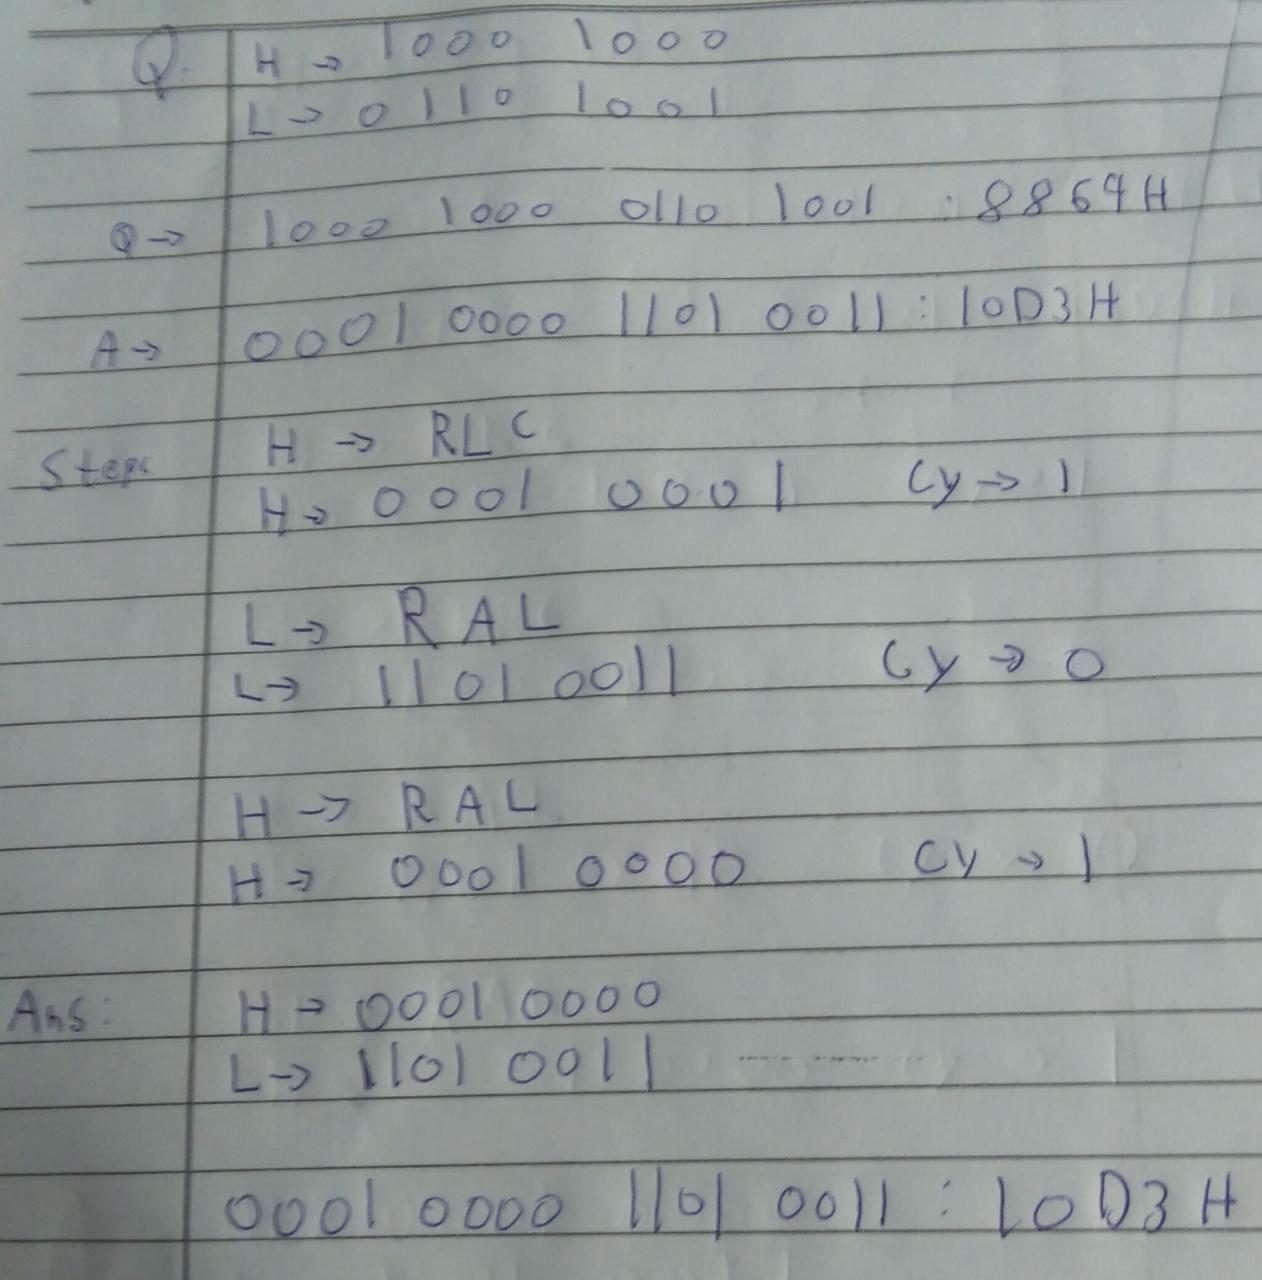 Q. H → 1000 1000
L → 0110 1001
Q → 1000 1000 0110 1001 : 8869H
A → 0001 0000 1101 0011 : 10D3H
Steps H → RLC
H → 0001 0001 Cy → 1
L → RAL
L → 1101 0011 Cy → 0
H → RAL
H → 0001 0000 Cy → 1
Ans: H → 0001 0000
L → 1101 0011
0001 0000 1101 0011 : 10D3H